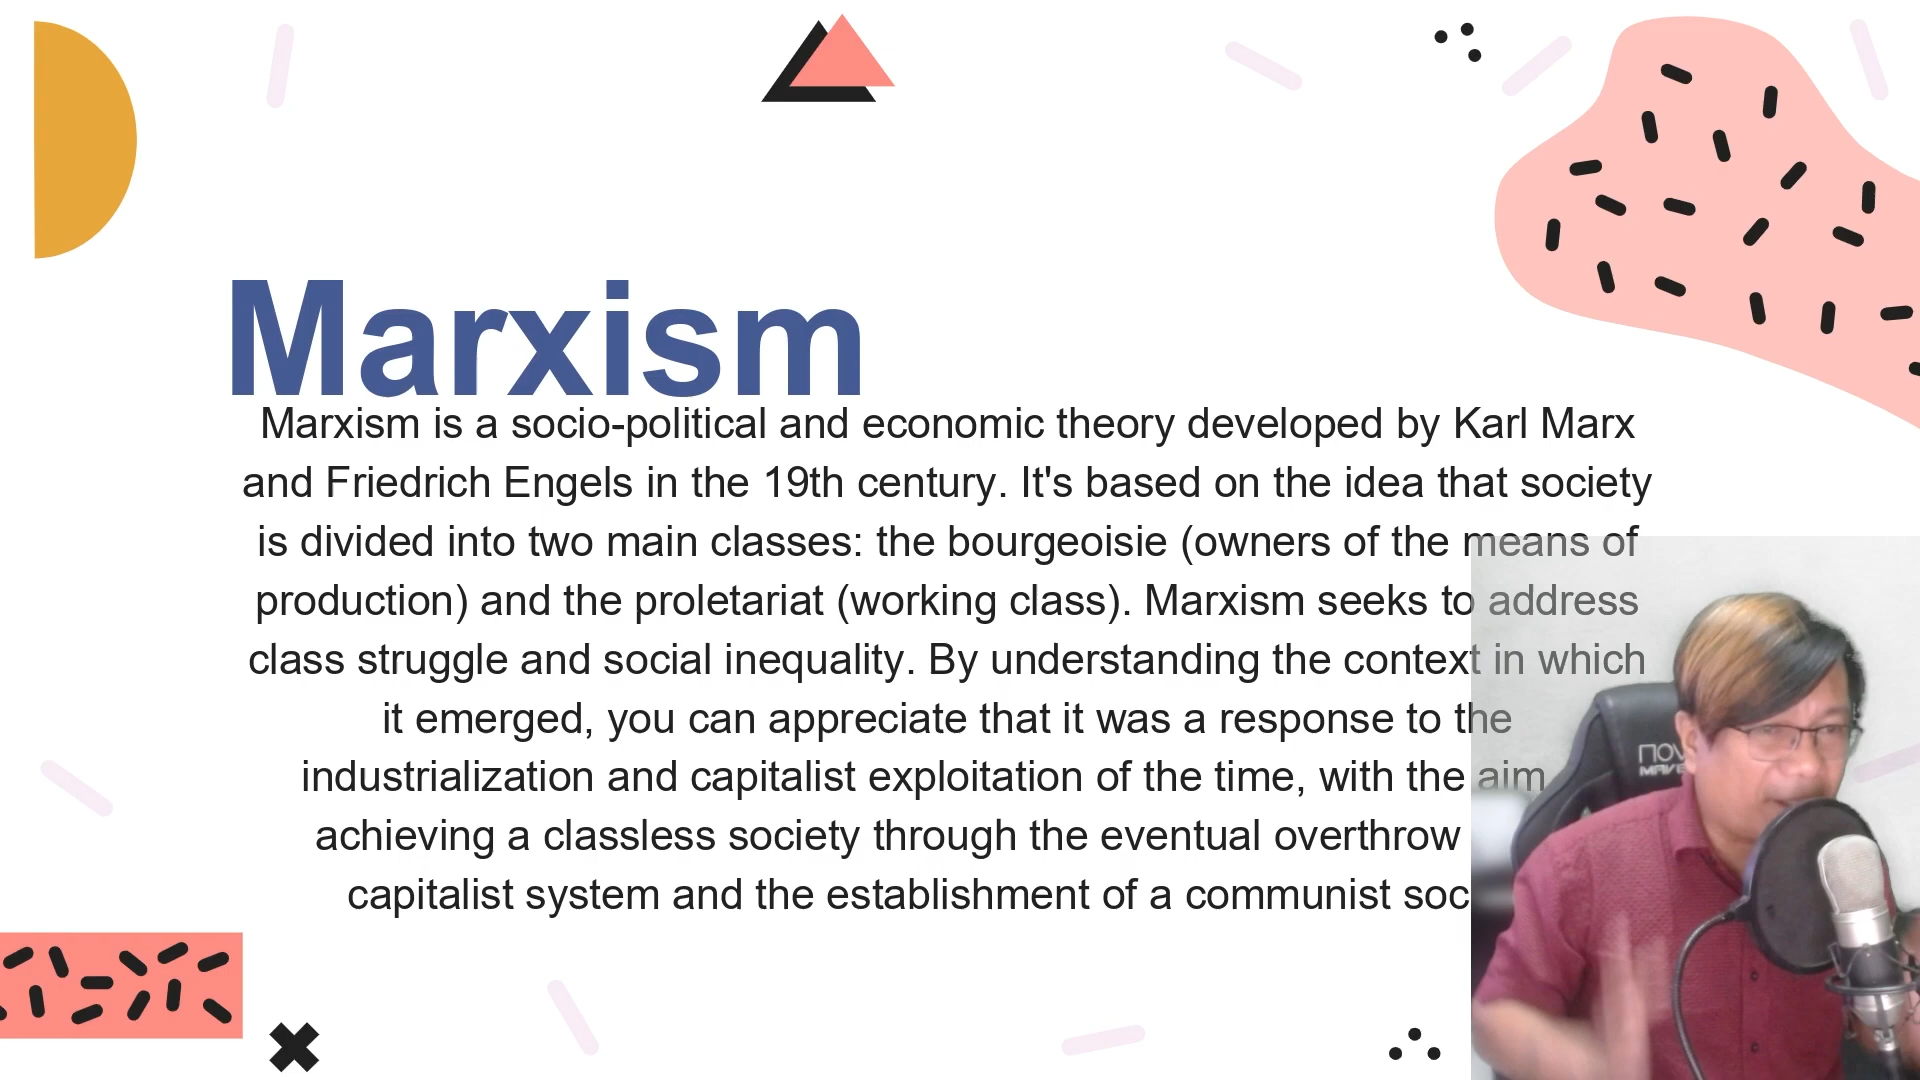 Marxism
Marxism is a socio-political and economic theory developed by Karl Marx
and Friedrich Engels in the 19th century. It's based on the idea that society
is divided into two main classes: the bourgeoisie (owners of the means of
production) and the proletariat (working class). Marxism seeks to address
class struggle and social inequality. By understanding the context in which
it emerged, you can appreciate that it was a response to the
industrialization and capitalist exploitation of the time, with the aim
achieving a classless society through the eventual overthrow
capitalist system and the establishment of a communist soc